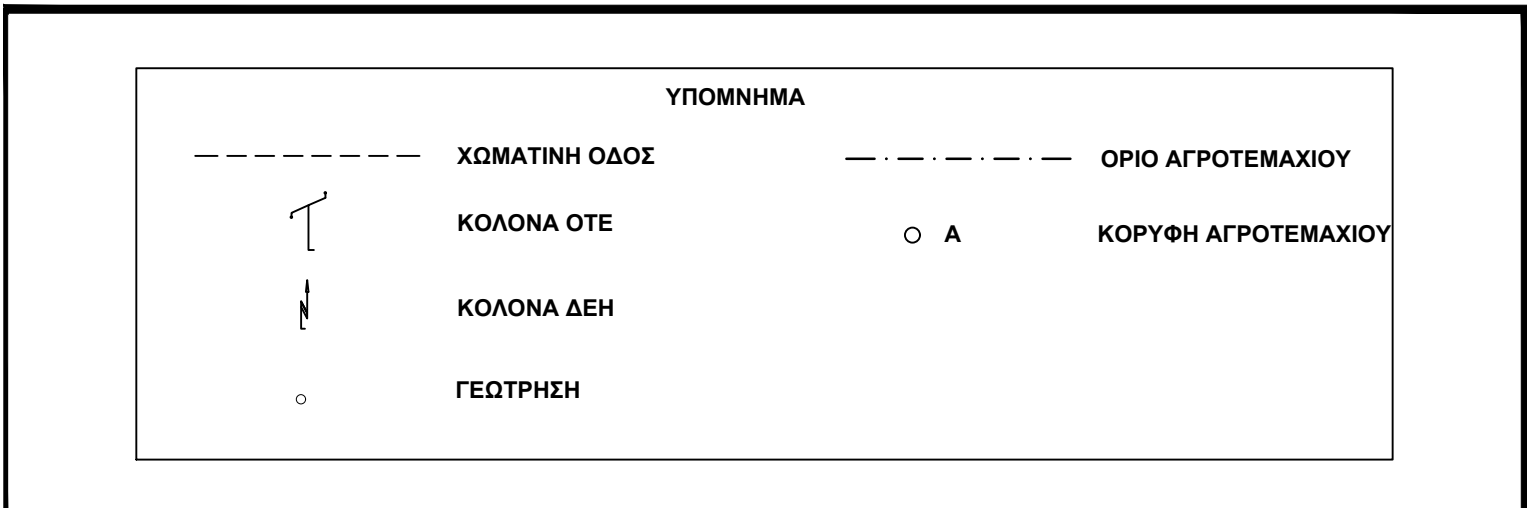 ΥΠΟΜΝΗΜΑ
ΧΩΜΑΤΙΝΗ ΟΔΟΣ
ΚΟΛΟΝΑ ΟΤΕ
ΚΟΛΟΝΑ ΔΕΗ
ΓΕΩΤΡΗΣΗ
ΟΡΙΟ ΑΓΡΟΤΕΜΑΧΙΟΥ
Α ΚΟΡΥΦΗ ΑΓΡΟΤΕΜΑΧΙΟΥ